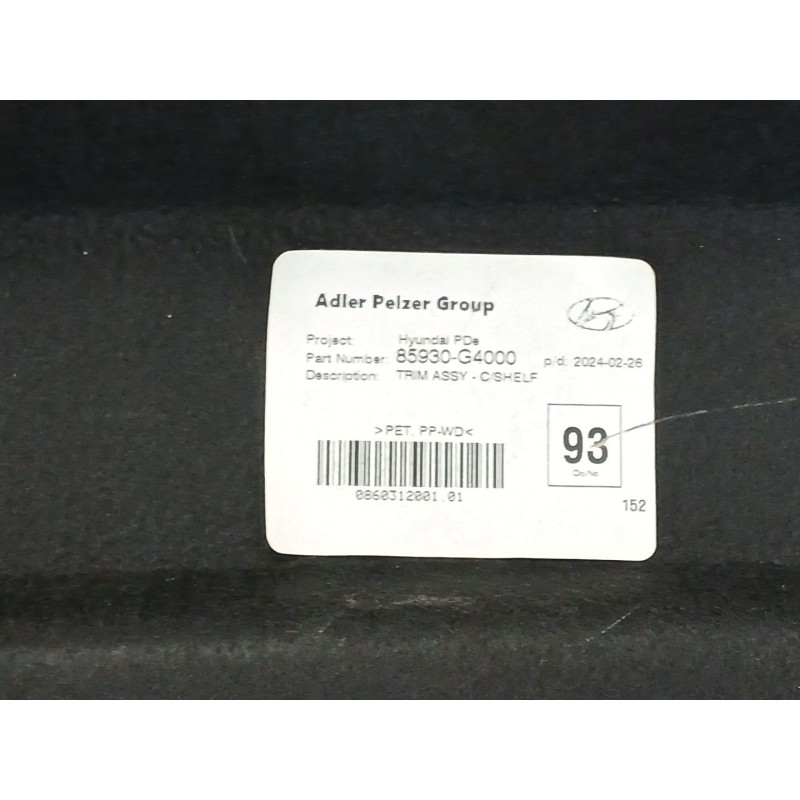 Adler Pelzer Group
Project: Hyundai PDe
Part Number: 85930-G4000 p/d: 2024-02-26
Description: TRIM ASSY - C/SHELF
>PET, PP-WD<
93
0860312001.01
152